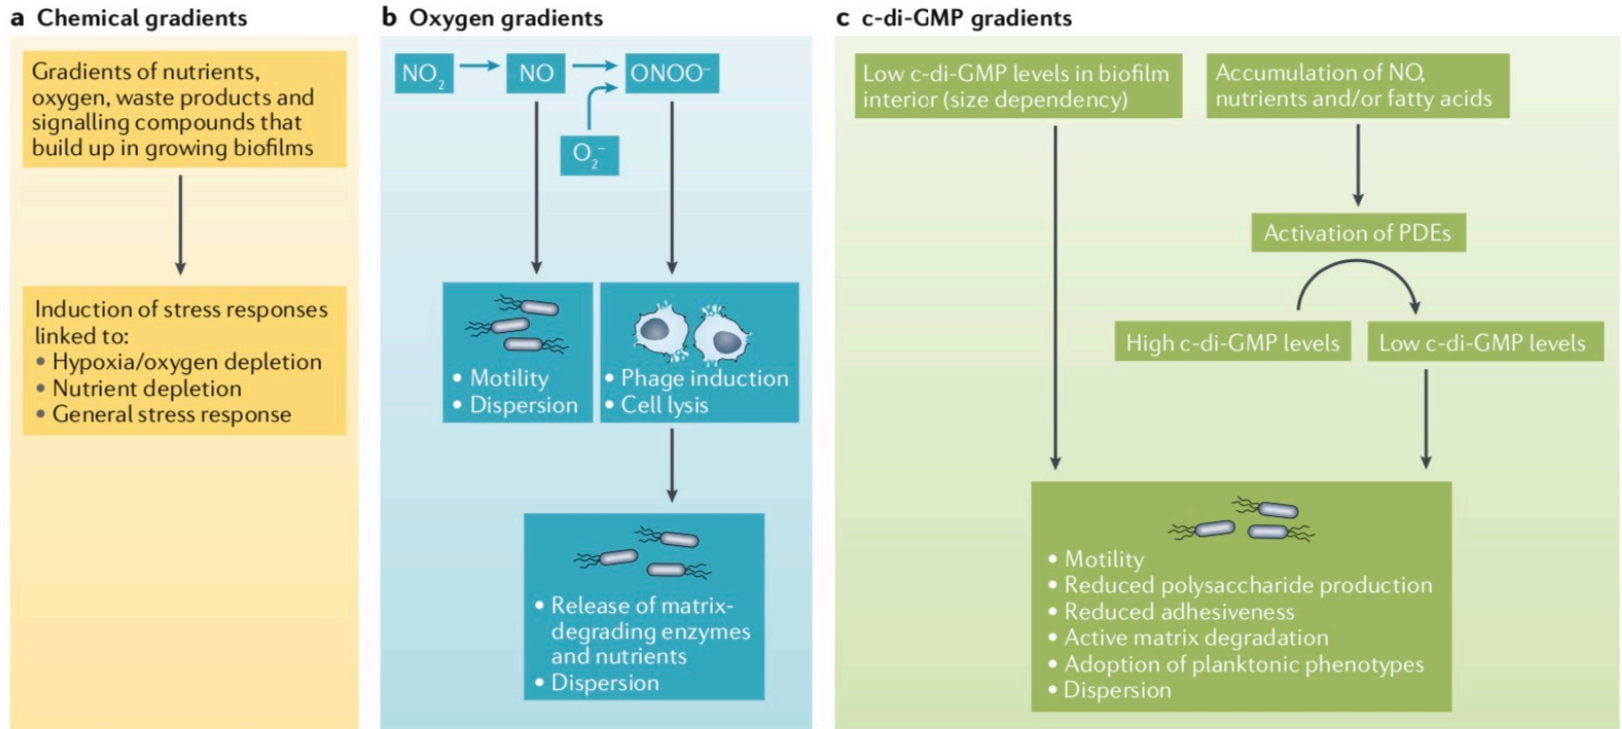 a Chemical gradients
Gradients of nutrients,
oxygen, waste products and
signalling compounds that
build up in growing biofilms
Induction of stress responses
linked to:
• Hypoxia/oxygen depletion
• Nutrient depletion
• General stress response
b Oxygen gradients
NO₂
NO
ONOO⁻
O₂⁻
• Motility
• Dispersion
• Phage induction
• Cell lysis
• Release of matrix-
degrading enzymes
and nutrients
• Dispersion
c c-di-GMP gradients
Low c-di-GMP levels in biofilm
interior (size dependency)
Accumulation of NO,
nutrients and/or fatty acids
Activation of PDEs
High c-di-GMP levels
Low c-di-GMP levels
• Motility
• Reduced polysaccharide production
• Reduced adhesiveness
• Active matrix degradation
• Adoption of planktonic phenotypes
• Dispersion